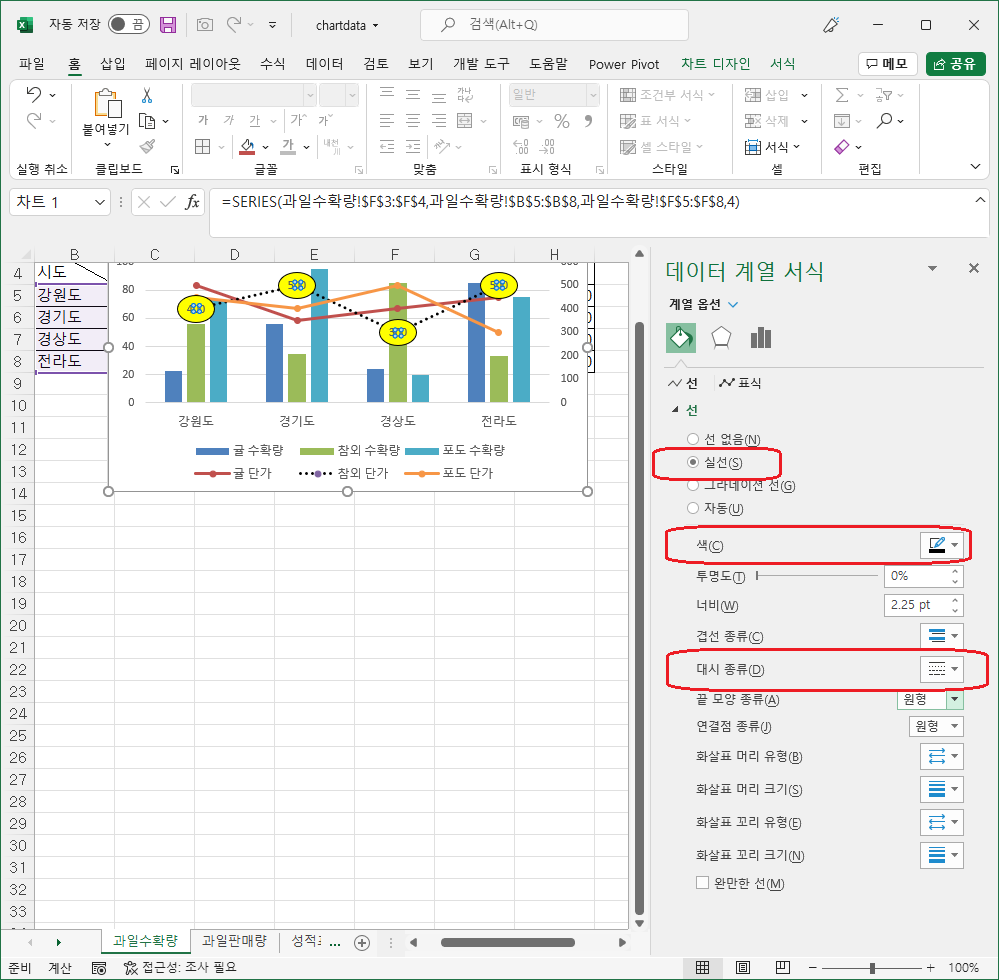 자동 저장 끔 chartdata 검색(Alt+Q)
파일 홈 삽입 페이지 레이아웃 수식 데이터 검토 보기 개발 도구 도움말 Power Pivot 차트 디자인 서식 메모 공유
붙여넣기 가 가 가 가 가 가 내천 가나다 일반 % 조건부 서식 표 서식 셀 스타일 삽입 삭제 서식
실행 취소 클립보드 글꼴 맞춤 표시 형식 스타일 셀 편집
차트 1 fx =SERIES(과일수확량!$F$3:$F$4,과일수확량!$B$5:$B$8,과일수확량!$F$5:$F$8,4)
B C D E F G H
4 시도
5 강원도
6 경기도
7 경상도
8 전라도
9
10
11
12
13
14
15
16
17
18
19
20
21
22
23
24
25
26
27
28
29
30
31
32
33
80
60
40
20
0
500
400
300
200
100
0
강원도 경기도 경상도 전라도
귤 수확량 참외 수확량 포도 수확량
귤 단가 참외 단가 포도 단가
데이터 계열 서식
계열 옵션
선 표식
선
선 없음(N)
실선(S)
그라데이션 선(G)
자동(U)
색(C)
투명도(T) 0%
너비(W) 2.25 pt
겹선 종류(C)
대시 종류(D)
끝 모양 종류(A) 원형
연결점 종류(J) 원형
화살표 머리 유형(B)
화살표 머리 크기(S)
화살표 꼬리 유형(E)
화살표 꼬리 크기(N)
완만한 선(M)
과일수확량 과일판매량 ...
준비 계산 접근성: 조사 필요 100%